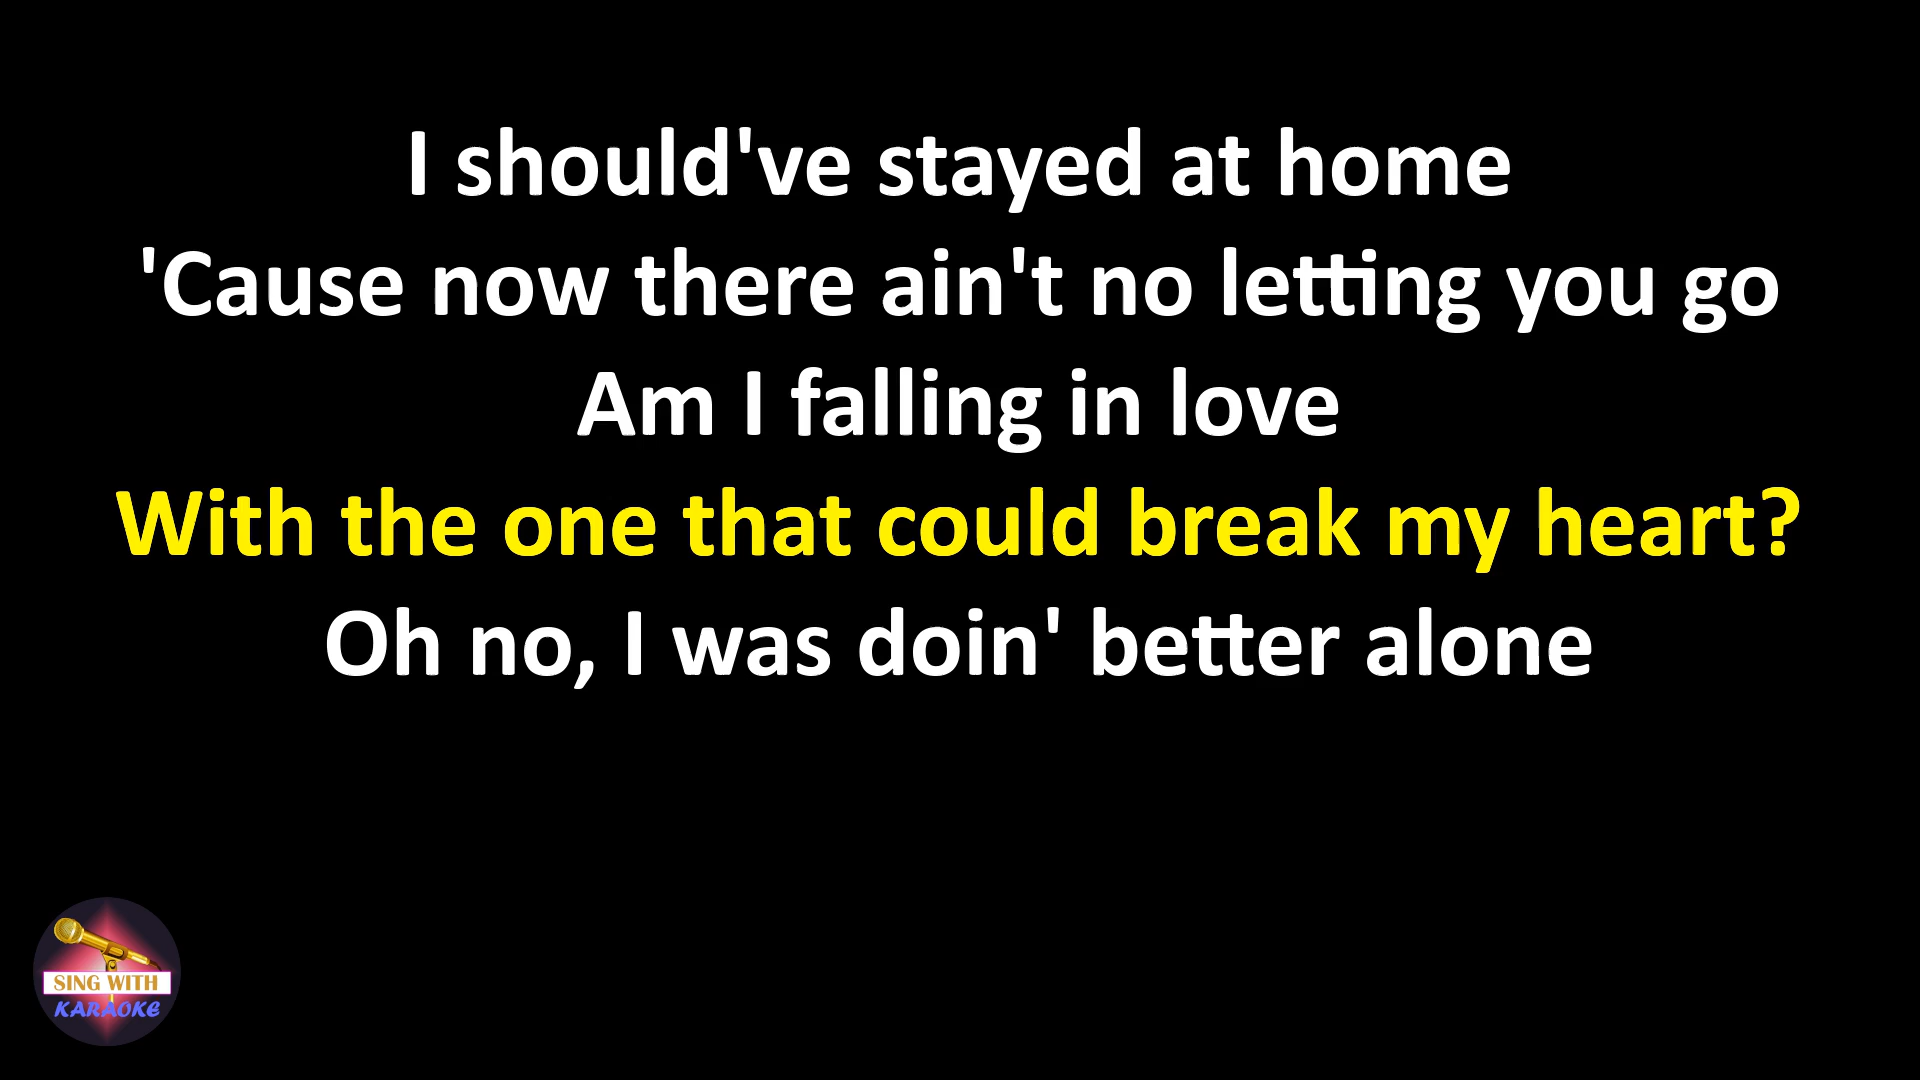 I should've stayed at home
'Cause now there ain't no letting you go
Am I falling in love
With the one that could break my heart?
Oh no, I was doin' better alone
SING WITH
KARAOKE